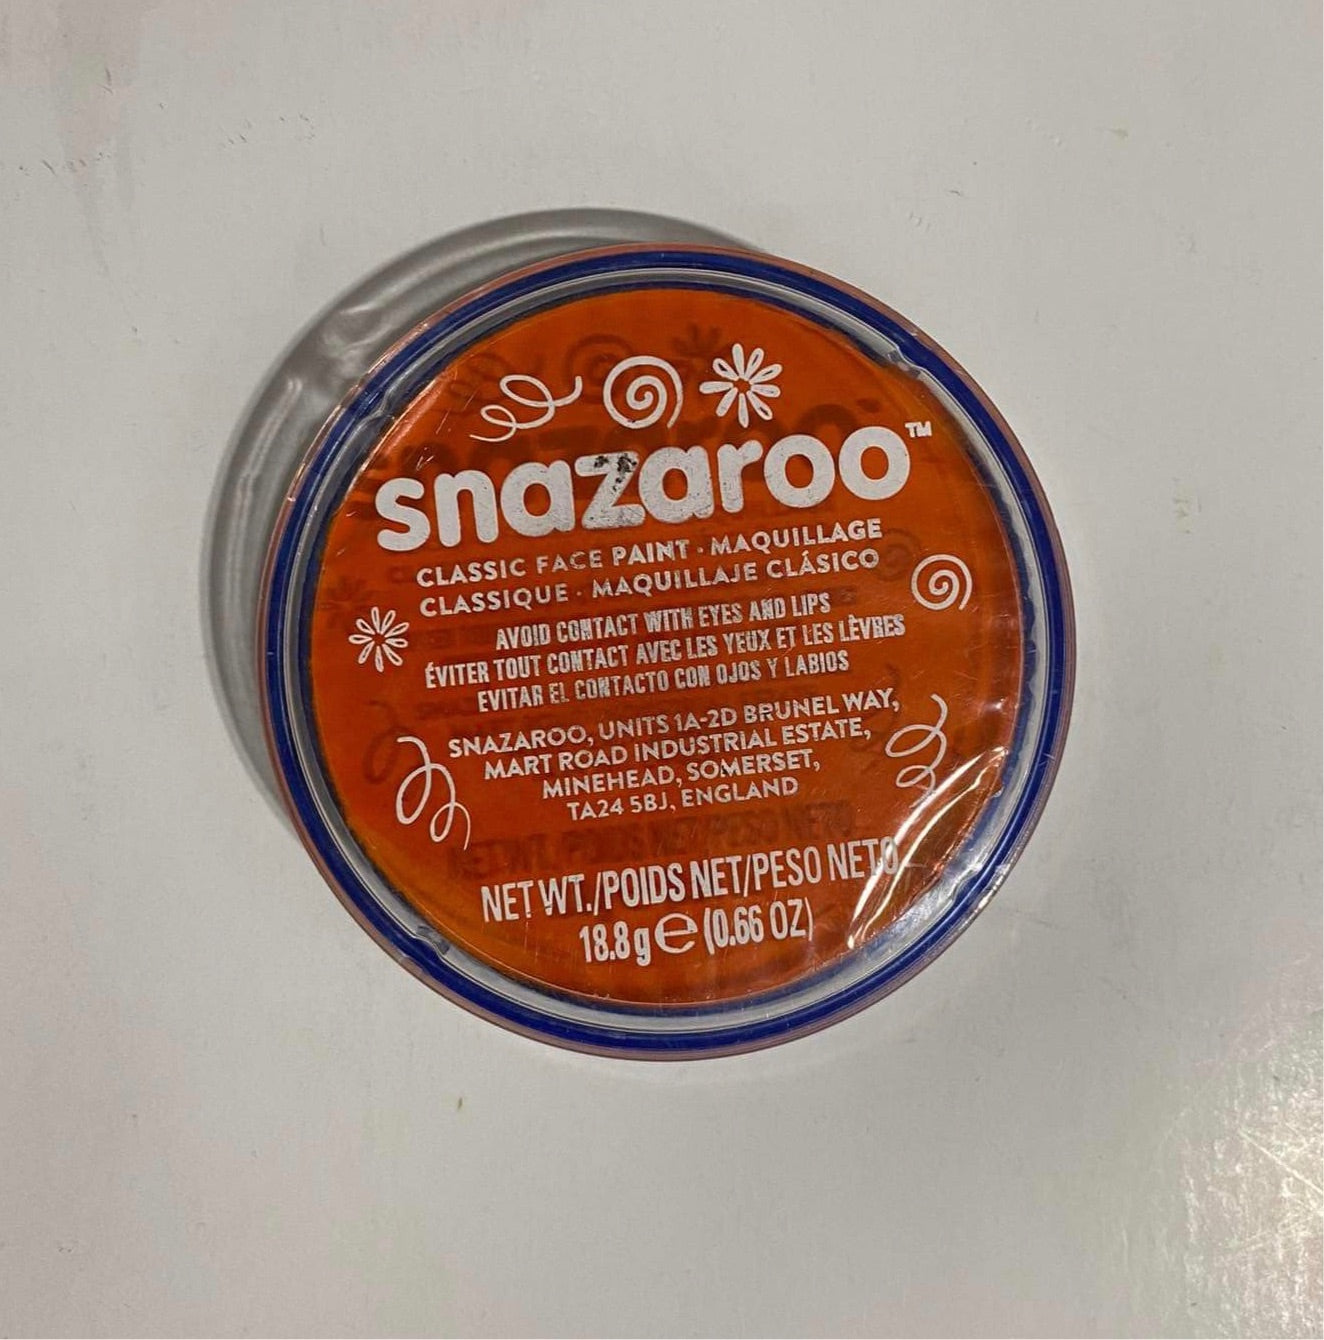 snazaroo™
CLASSIC FACE PAINT · MAQUILLAGE
CLASSIQUE · MAQUILLAJE CLÁSICO
AVOID CONTACT WITH EYES AND LIPS
ÉVITER TOUT CONTACT AVEC LES YEUX ET LES LÈVRES
EVITAR EL CONTACTO CON OJOS Y LABIOS
SNAZAROO, UNITS 1A-2D BRUNEL WAY,
MART ROAD INDUSTRIAL ESTATE,
MINEHEAD, SOMERSET,
TA24 5BJ, ENGLAND
NET WT./POIDS NET/PESO NETO
18.8 g ℮ (0.66 OZ)